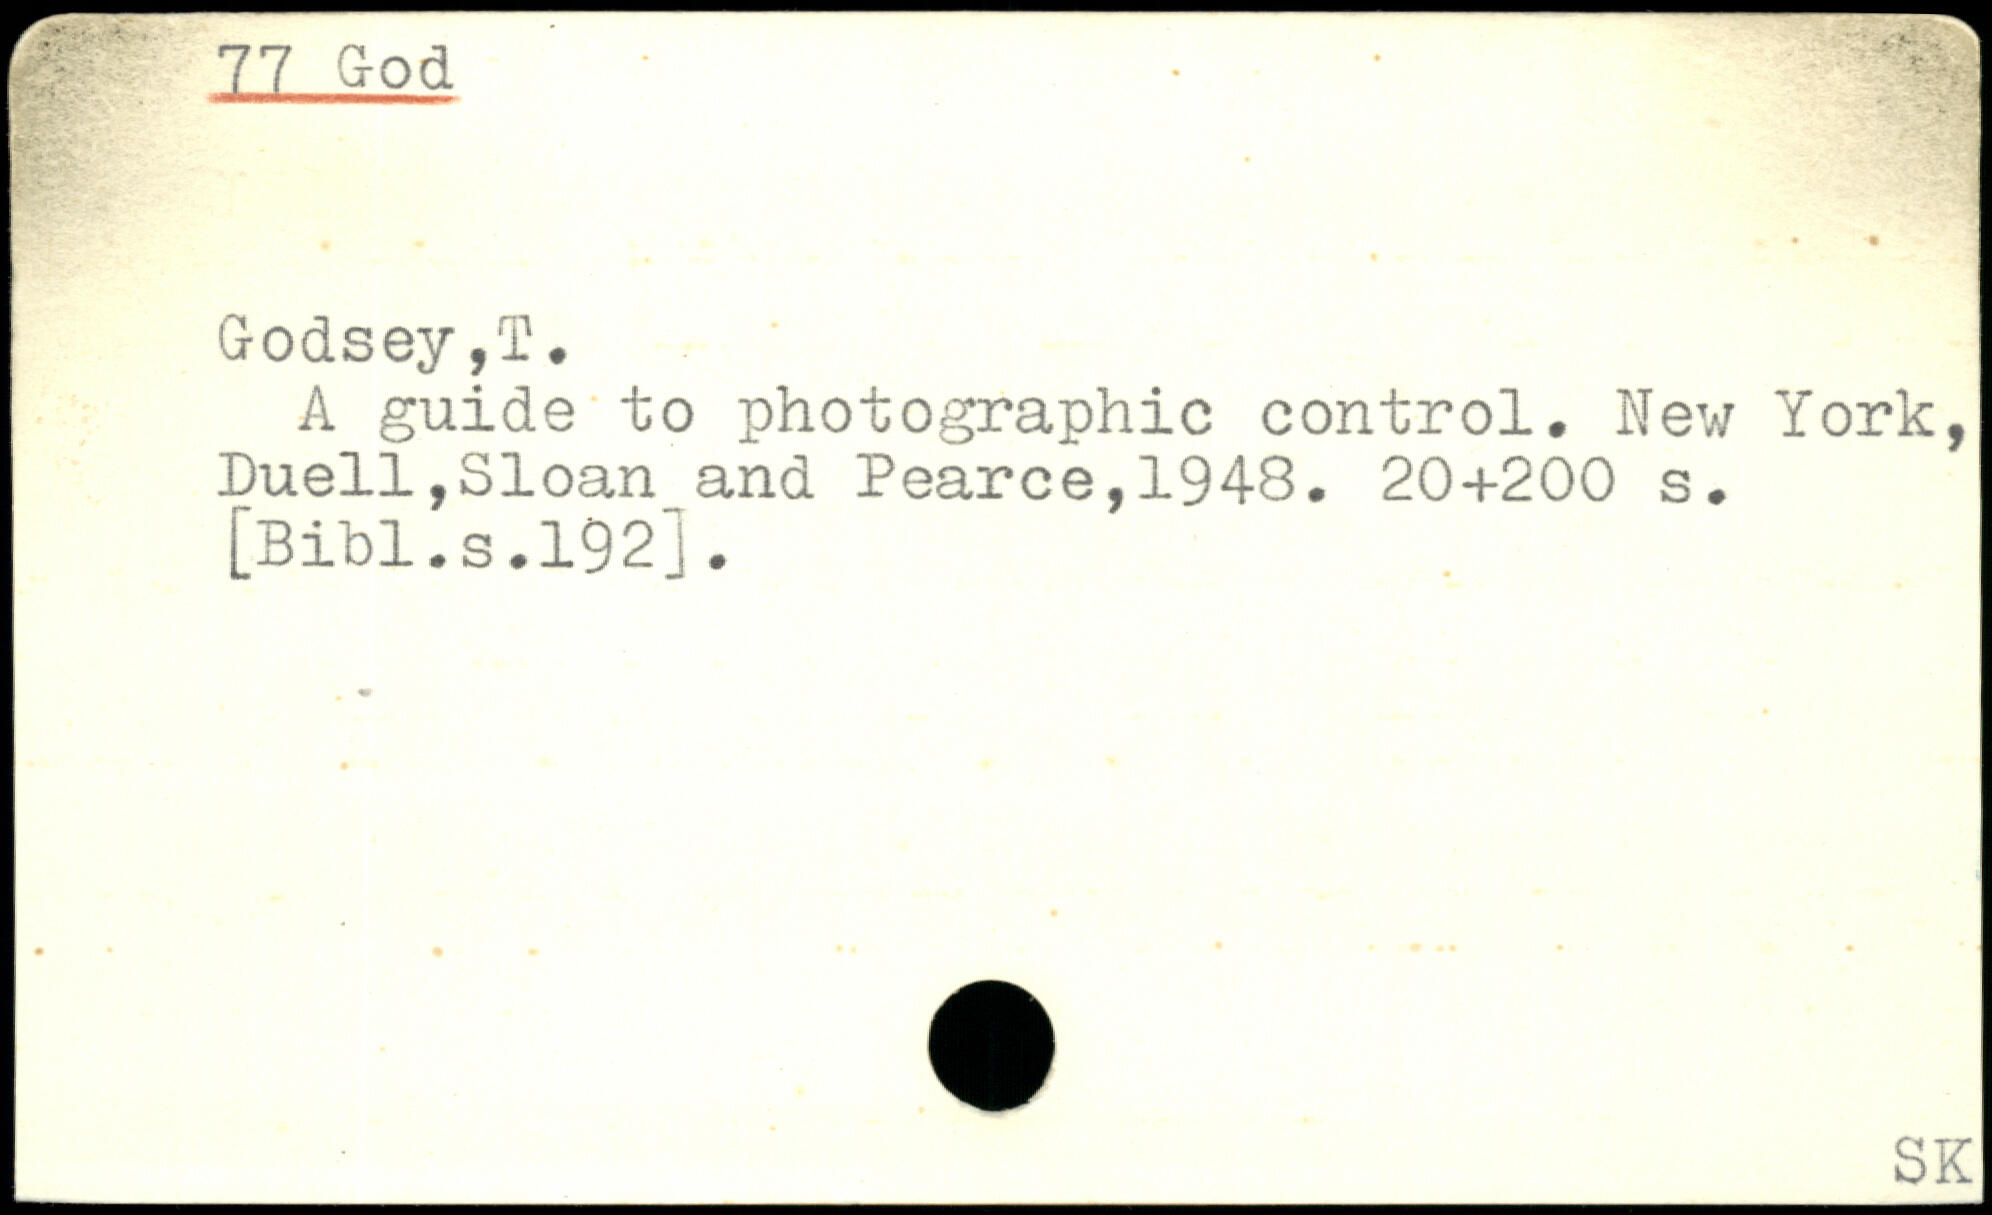 77 God
Godsey,T.
A guide to photographic control. New York,
Duell,Sloan and Pearce,1948. 20+200 s.
[Bibl.s.192].
SK